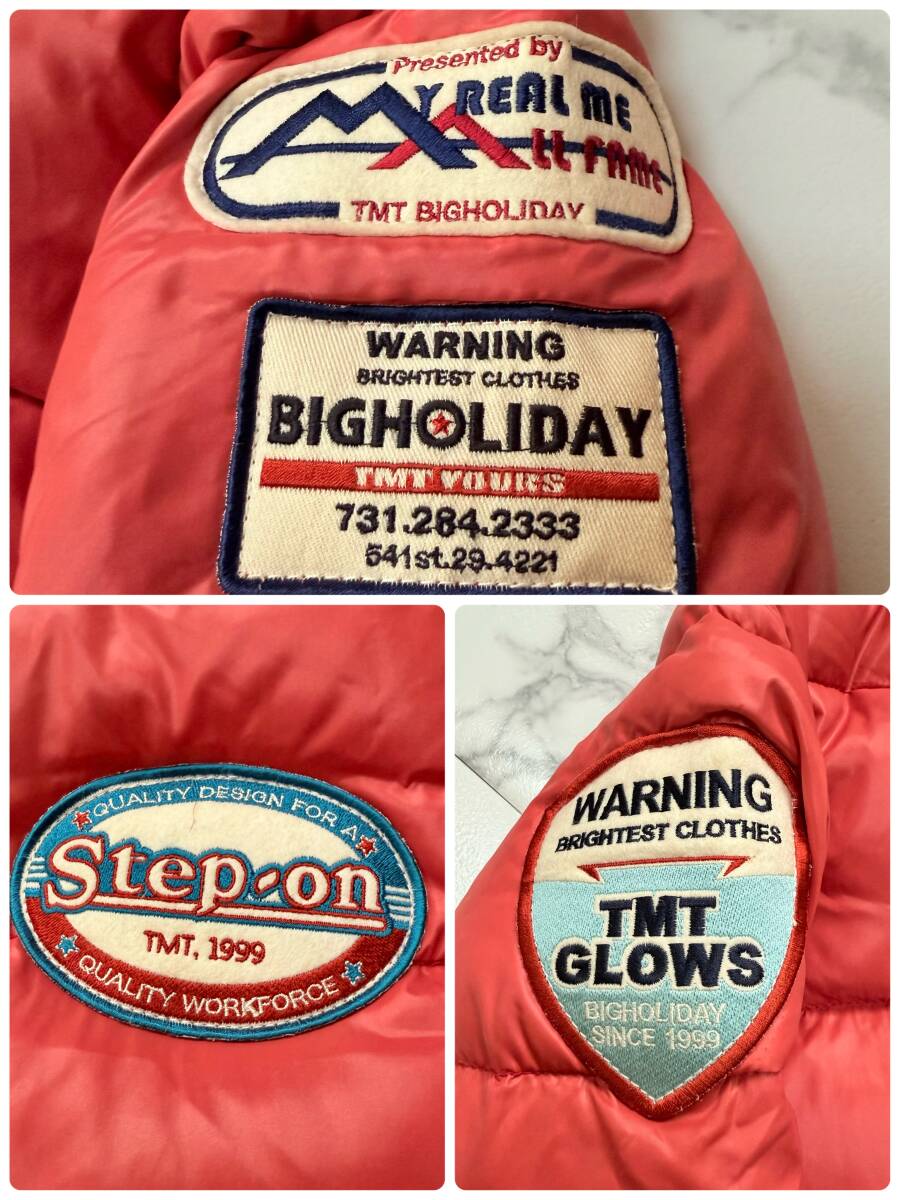 Presented by
MY REAL ME
ALL FAME
TMT BIGHOLIDAY
WARNING
BRIGHTEST CLOTHES
BIGHOLIDAY
TMT YOURS
731.284.2333
541st.29.4221
QUALITY DESIGN FOR A
Step-on
TMT, 1999
QUALITY WORKFORCE
WARNING
BRIGHTEST CLOTHES
TMT
GLOWS
BIGHOLIDAY
SINCE 1999